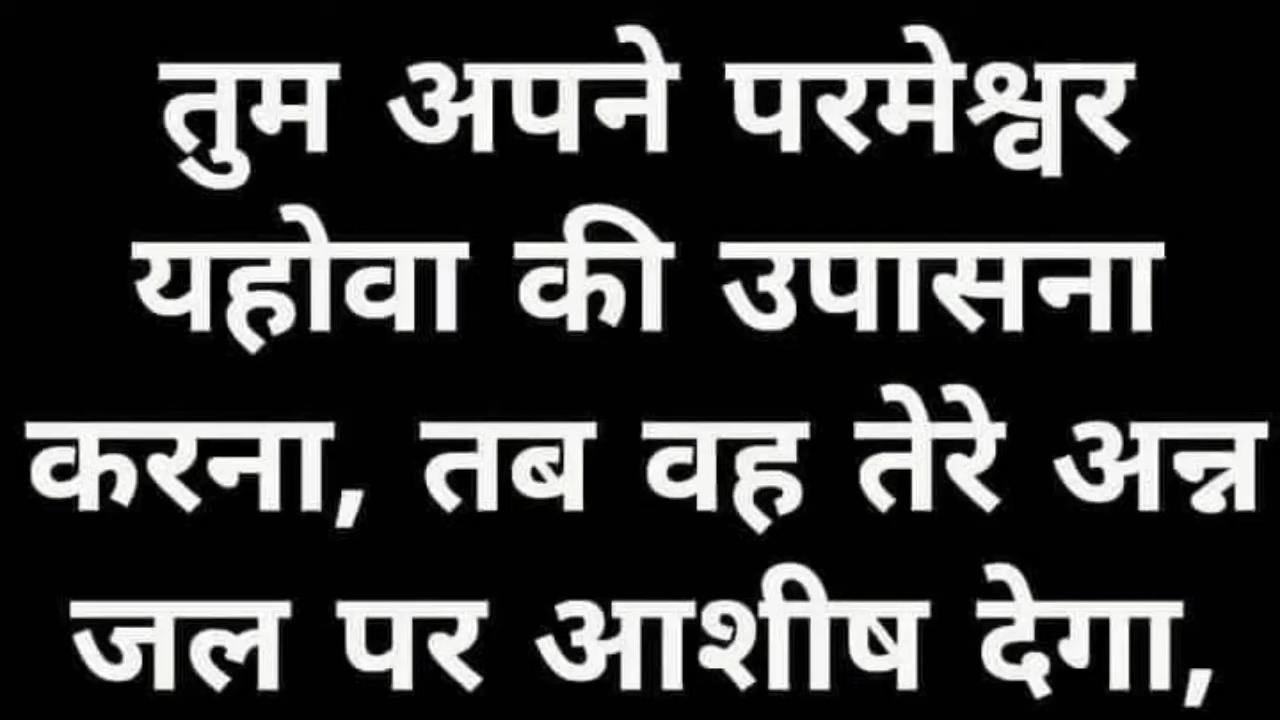 तुम अपने परमेश्वर
यहोवा की उपासना
करना, तब वह तेरे अन्न
जल पर आशीष देगा,